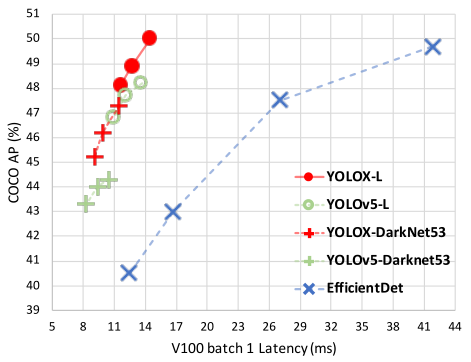 51
50
49
48
47
46
45
44
43
42
41
40
39
COCO AP (%)
YOLOX-L
YOLOv5-L
YOLOX-DarkNet53
YOLOv5-Darknet53
EfficientDet
5 8 11 14 17 20 23 26 29 32 35 38 41 44
V100 batch 1 Latency (ms)